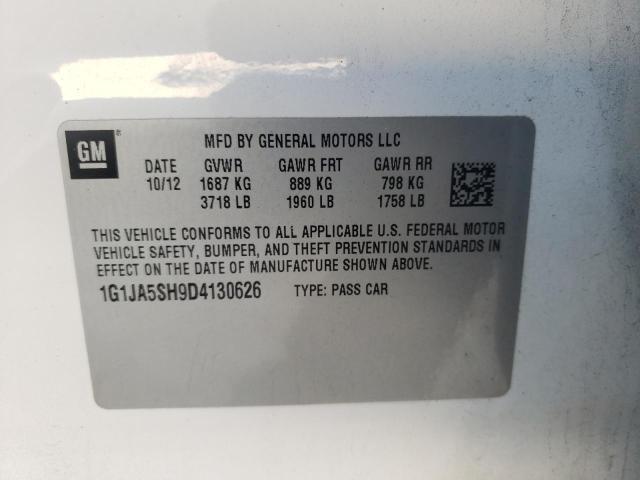 GM
MFD BY GENERAL MOTORS LLC
DATE GVWR GAWR FRT GAWR RR
10/12 1687 KG 889 KG 798 KG
3718 LB 1960 LB 1758 LB
THIS VEHICLE CONFORMS TO ALL APPLICABLE U.S. FEDERAL MOTOR
VEHICLE SAFETY, BUMPER, AND THEFT PREVENTION STANDARDS IN
EFFECT ON THE DATE OF MANUFACTURE SHOWN ABOVE.
1G1JA5SH9D4130626 TYPE: PASS CAR